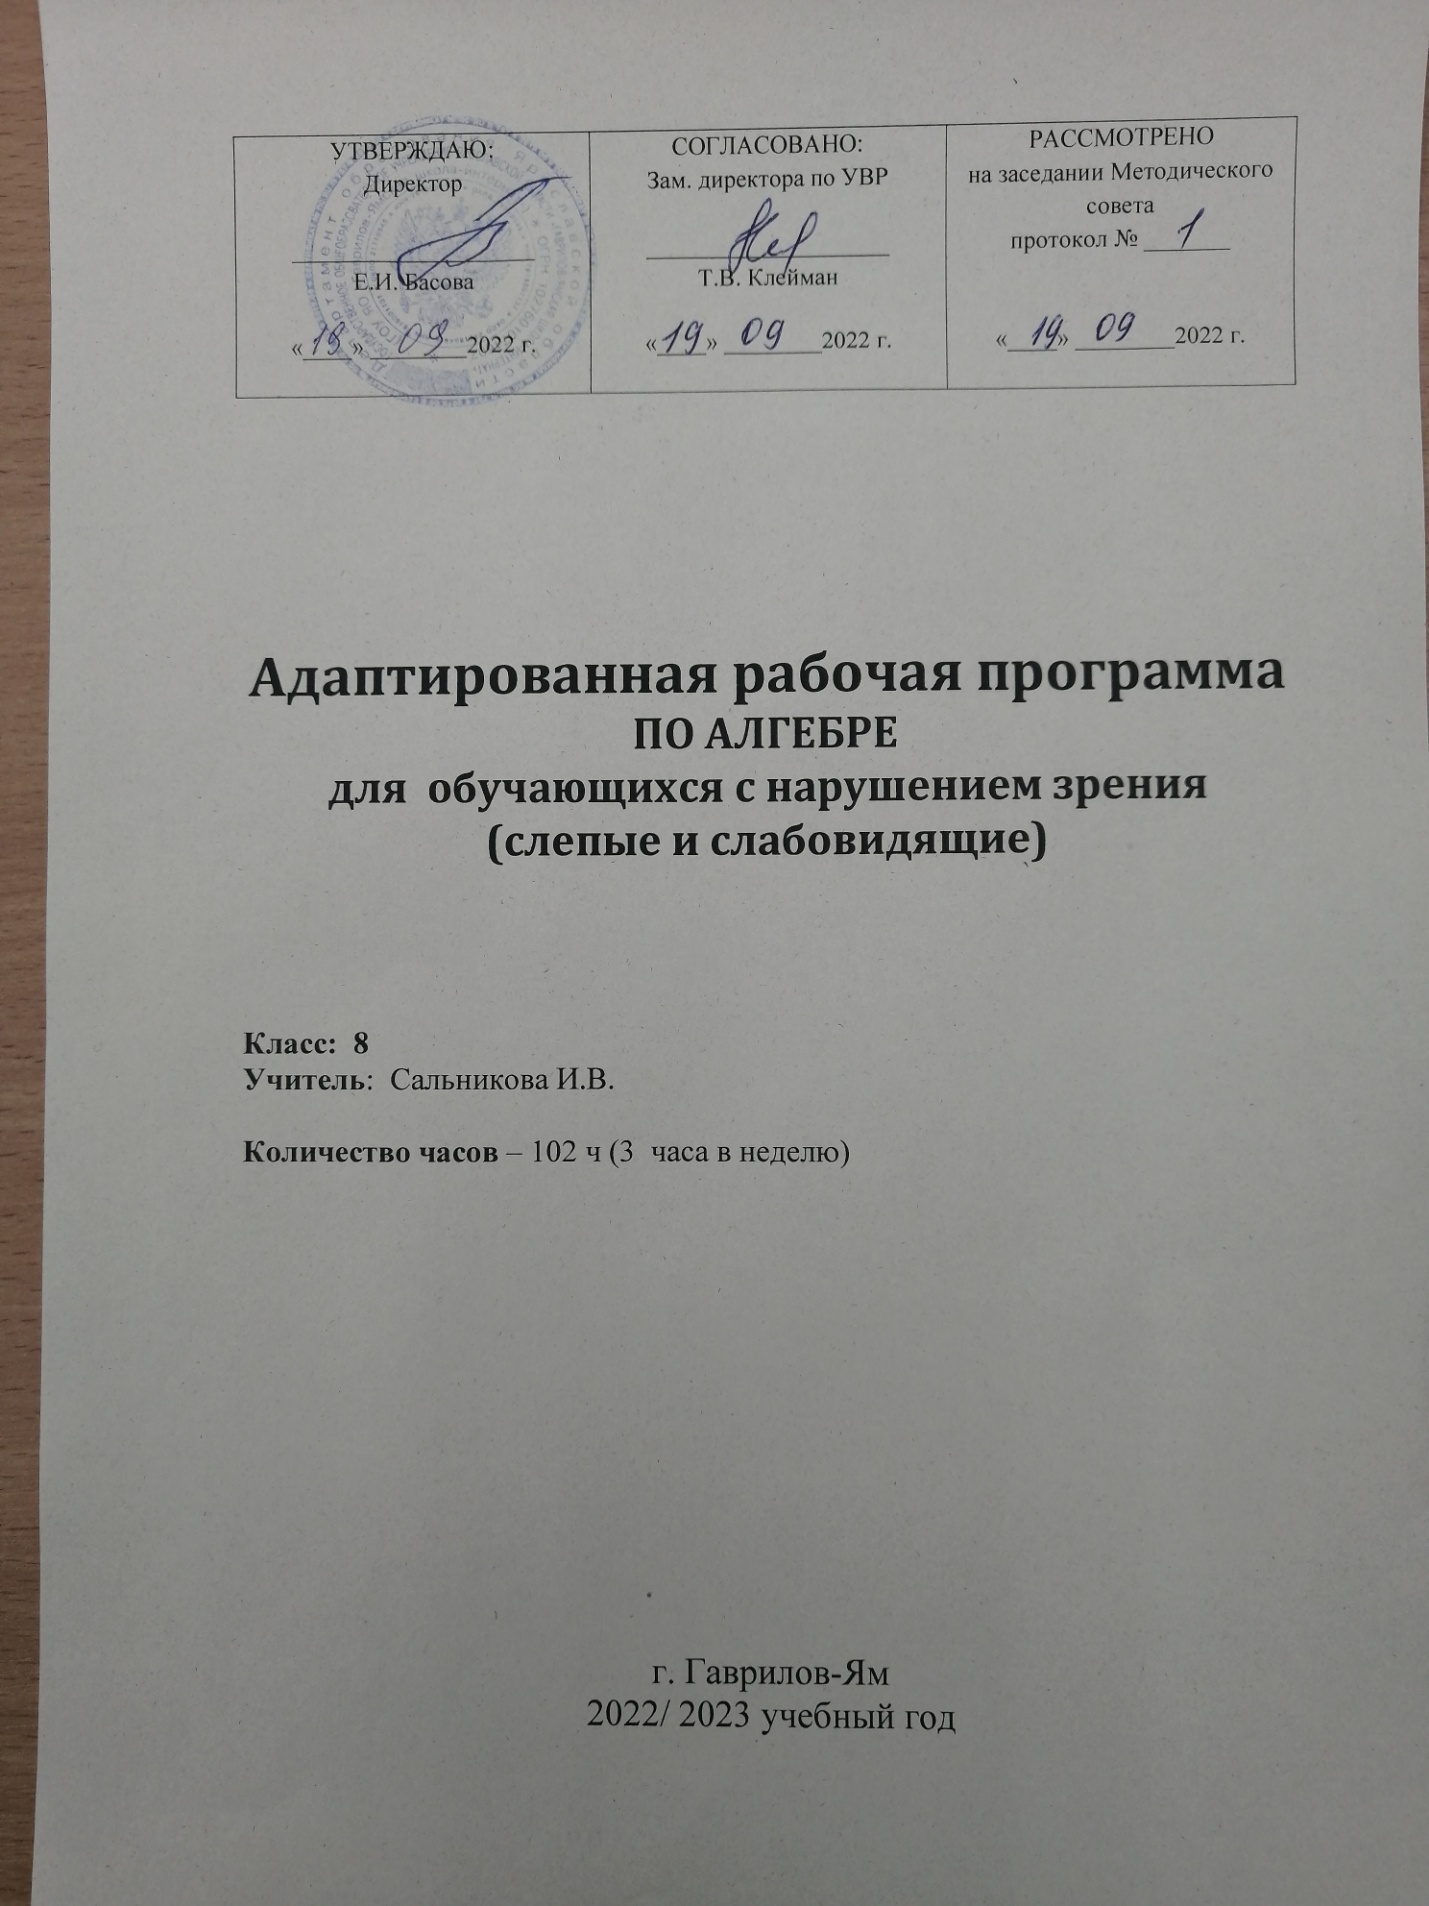 УТВЕРЖДАЮ:
Директор
Е.И. Басова
«19» 09 2022 г.
СОГЛАСОВАНО:
Зам. директора по УВР
Т.В. Клейман
«19» 09 2022 г.
РАССМОТРЕНО
на заседании Методического
совета
протокол № 1
«19» 09 2022 г.
Адаптированная рабочая программа
ПО АЛГЕБРЕ
для обучающихся с нарушением зрения
(слепые и слабовидящие)
Класс: 8
Учитель: Сальникова И.В.
Количество часов – 102 ч (3 часа в неделю)
г. Гаврилов-Ям
2022/ 2023 учебный год